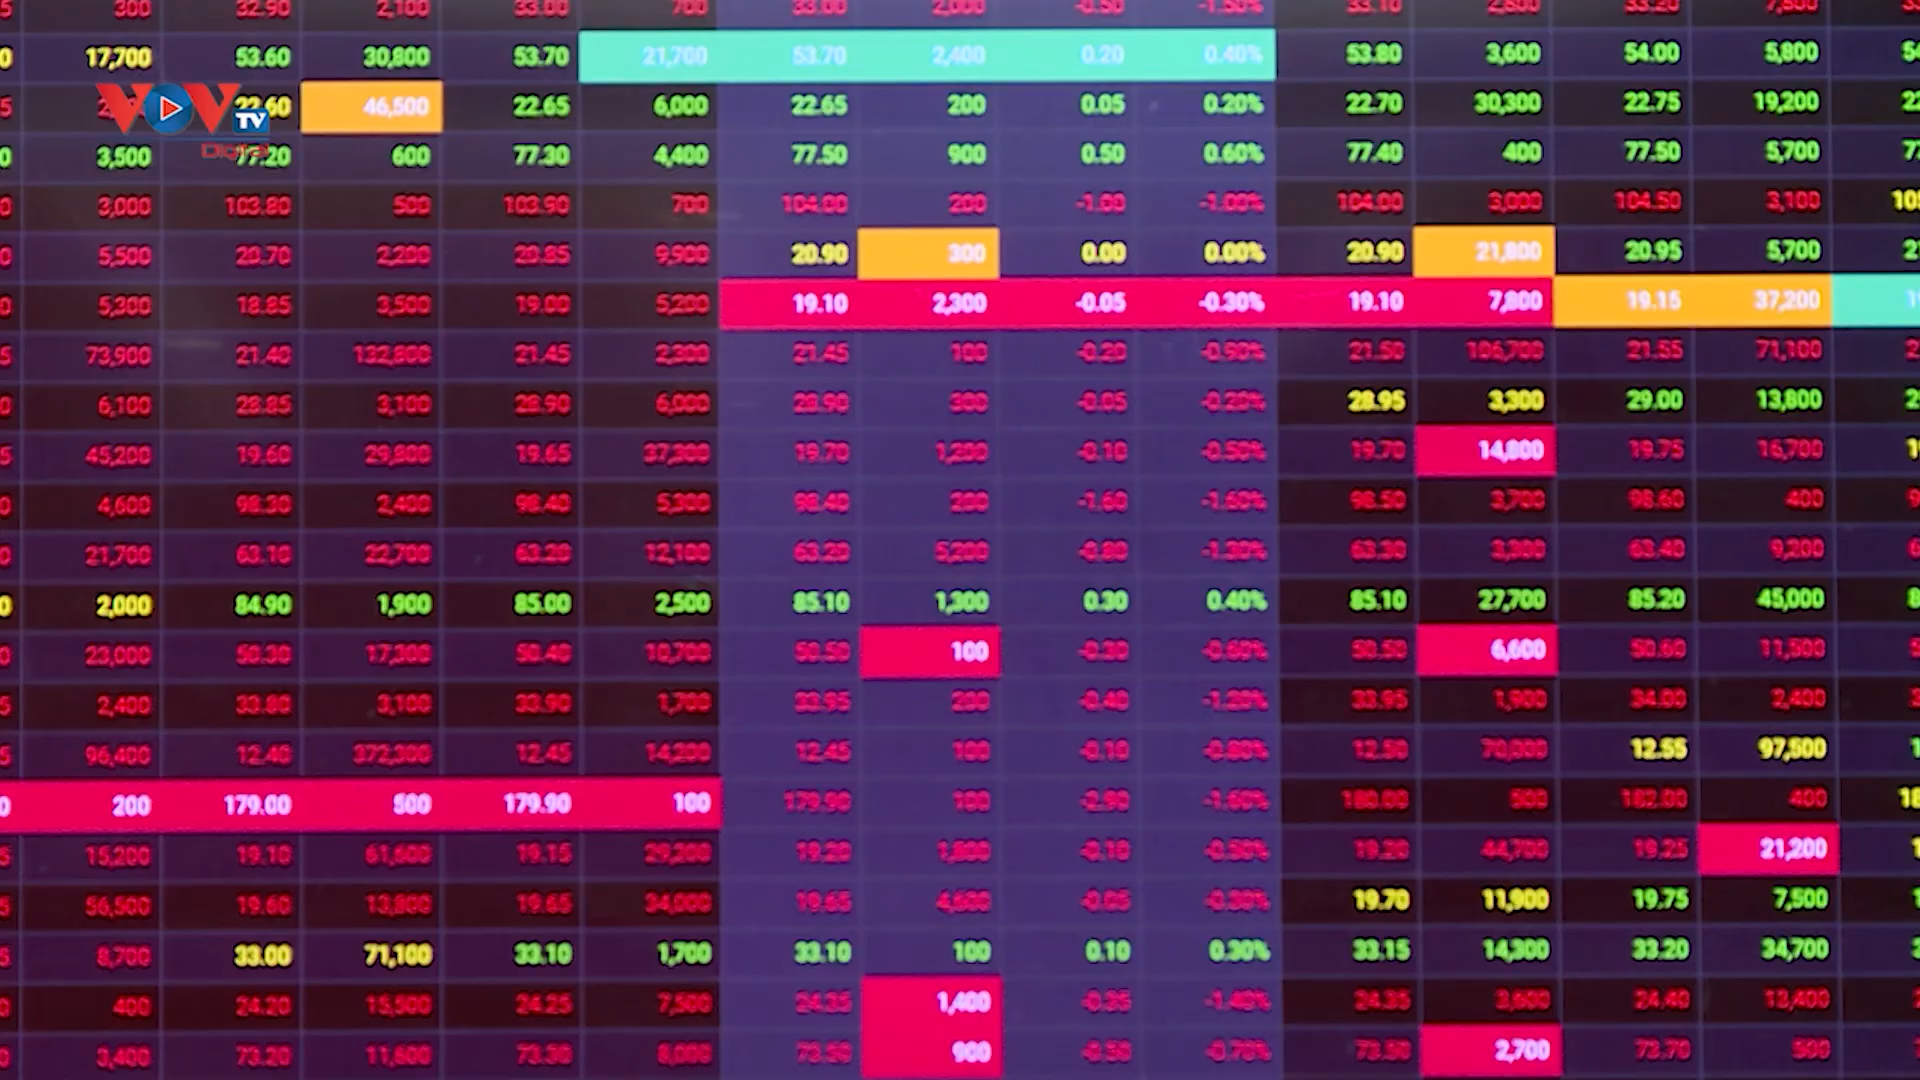 300 32.90 2,100 33.00 700 33.00 2,000 -0.50 -1.50% 33.10 2,800 33.20 7,500
17,700 53.60 30,800 53.70 21,700 53.70 2,400 0.20 0.40% 53.80 3,600 54.00 5,800
VOV TV Digital
22.60 46,500 22.65 6,000 22.65 200 0.05 0.20% 22.70 30,300 22.75 19,200
3,500 77.20 600 77.30 4,400 77.50 900 0.50 0.60% 77.40 400 77.50 5,700
3,000 103.80 500 103.90 700 104.00 200 -1.00 -1.00% 104.00 3,000 104.50 3,100
5,500 20.70 2,200 20.85 9,900 20.90 300 0.00 0.00% 20.90 21,800 20.95 5,700
5,300 18.85 3,500 19.00 5,200 19.10 2,300 -0.05 -0.30% 19.10 7,800 19.15 37,200
73,900 21.40 132,800 21.45 2,300 21.45 100 -0.20 -0.90% 21.50 106,700 21.55 71,100
6,100 28.85 3,100 28.90 6,000 28.90 300 -0.05 -0.20% 28.95 3,300 29.00 13,800
45,200 19.60 29,800 19.65 37,300 19.70 1,200 -0.10 -0.50% 19.70 14,800 19.75 16,700
4,600 98.30 2,400 98.40 5,300 98.40 200 -1.60 -1.60% 98.50 3,700 98.60 400
21,700 63.10 22,700 63.20 12,100 63.20 5,200 -0.80 -1.20% 63.30 3,300 63.40 9,200
2,000 84.90 1,900 85.00 2,500 85.10 1,300 0.30 0.40% 85.10 27,700 85.20 45,000
23,000 50.30 17,300 50.40 10,700 50.50 100 -0.30 -0.60% 50.50 6,600 50.60 11,500
2,400 33.80 3,100 33.90 1,700 33.95 200 -0.40 -1.20% 33.95 1,900 34.00 2,400
96,400 12.40 372,300 12.45 14,200 12.45 100 -0.10 -0.80% 12.50 70,000 12.55 97,500
200 179.00 500 179.90 100 179.90 100 -2.90 -1.60% 180.00 500 182.00 400
15,200 19.10 61,600 19.15 29,200 19.20 1,800 -0.10 -0.50% 19.20 44,700 19.25 21,200
56,500 19.60 13,800 19.65 34,000 19.65 4,600 -0.05 -0.30% 19.70 11,900 19.75 7,500
8,700 33.00 71,100 33.10 1,700 33.10 100 0.10 0.30% 33.15 14,300 33.20 34,700
400 24.20 15,500 24.25 7,500 24.35 1,400 -0.35 -1.40% 24.35 3,600 24.40 13,400
3,400 73.20 11,600 73.30 8,000 73.50 900 -0.50 -0.70% 73.50 2,700 73.70 500